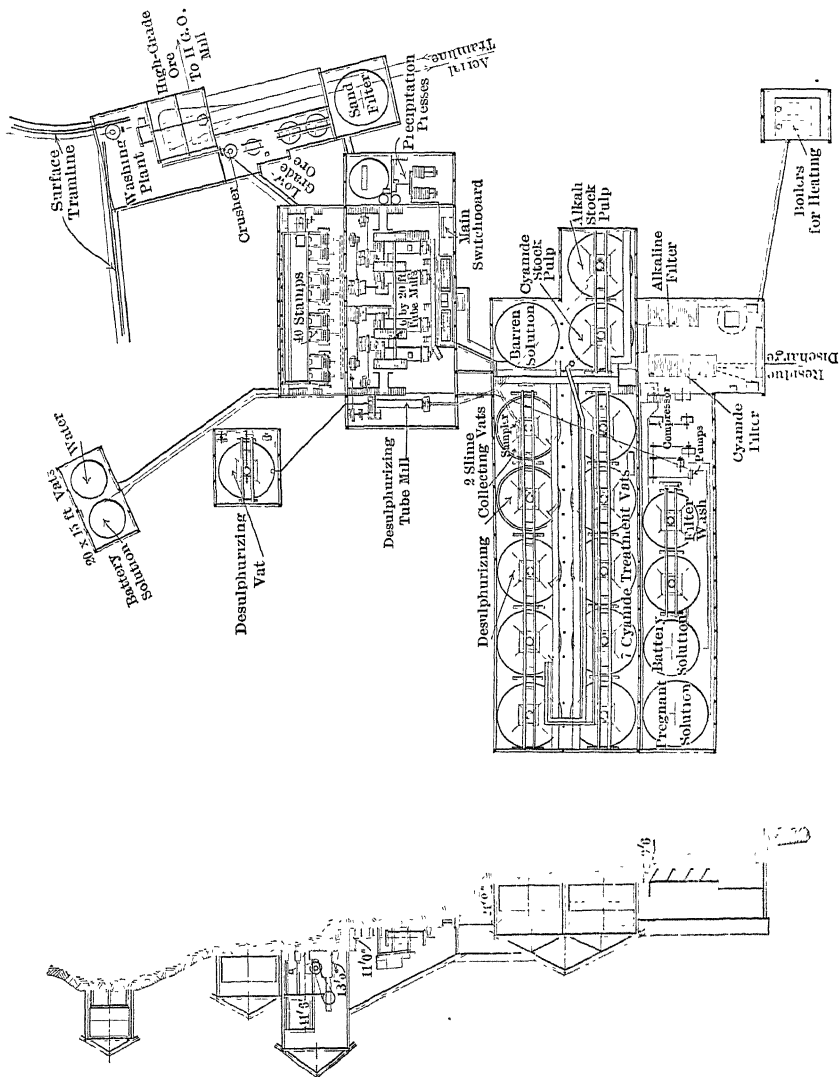 High-Grade
Ore
To H G.O.
Mill
Surface
Tramline
Washing
Plant
Aerial
Tramline
Sand
Filter
Crusher
Low-
Grade
Ore
Precipitation
Presses
40 Stamps
Main
Switchboard
Tube Mills
20 x 15 ft Vats
Water
Battery
Solution
Desulphurizing
Vat
Desulphurizing
Tube Mill
2 Slime
Collecting Vats
Cyanide
Stock
Pulp
Alkali
Stock
Pulp
Boilers
for Heating
Barren
Solution
Alkaline
Filter
Residue
Discharge
Sampler
Desulphurizing
7 Cyanide Treatment Vats
Compressor
Pumps
Cyanide
Filter
Filter
Wash
Battery
Solution
Pregnant
Solution
11'6"
13'0"
11'0"